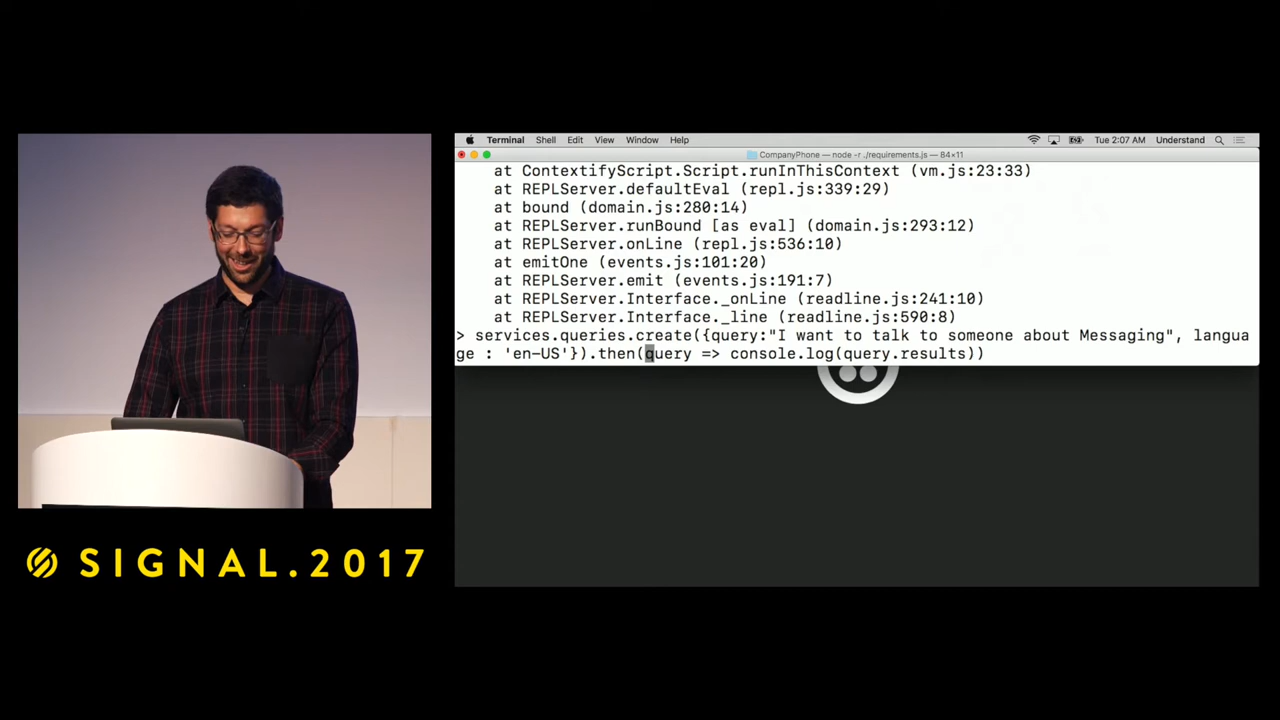 Terminal Shell Edit View Window Help Tue 2:07 AM Understand
CompanyPhone — node -r ./requirements.js — 84×11
at ContextifyScript.Script.runInThisContext (vm.js:23:33)
at REPLServer.defaultEval (repl.js:339:29)
at bound (domain.js:280:14)
at REPLServer.runBound [as eval] (domain.js:293:12)
at REPLServer.onLine (repl.js:536:10)
at emitOne (events.js:101:20)
at REPLServer.emit (events.js:191:7)
at REPLServer.Interface._onLine (readline.js:241:10)
at REPLServer.Interface._line (readline.js:590:8)
> services.queries.create({query:"I want to talk to someone about Messaging", langua
ge : 'en-US'}).then(query => console.log(query.results))
SIGNAL.2017